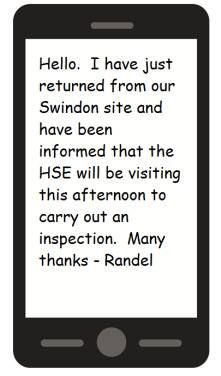 Hello. I have just
returned from our
Swindon site and
have been
informed that the
HSE will be visiting
this afternoon to
carry out an
inspection. Many
thanks - Randel